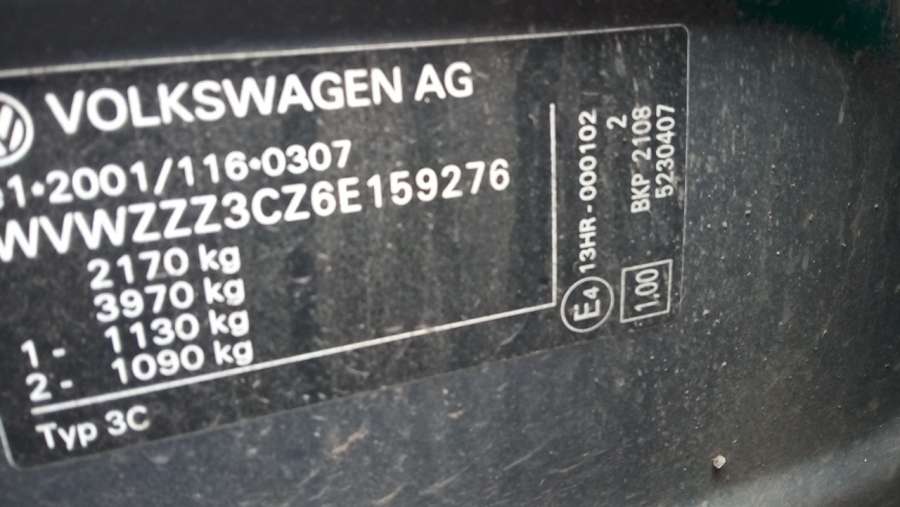 VOLKSWAGEN AG
1*2001/116*0307
WVWZZZ3CZ6E159276
2170 kg
3970 kg
1 - 1130 kg
2 - 1090 kg
Typ 3C
E4 13HR-000102
2
BKP 2108
5230407
1.00